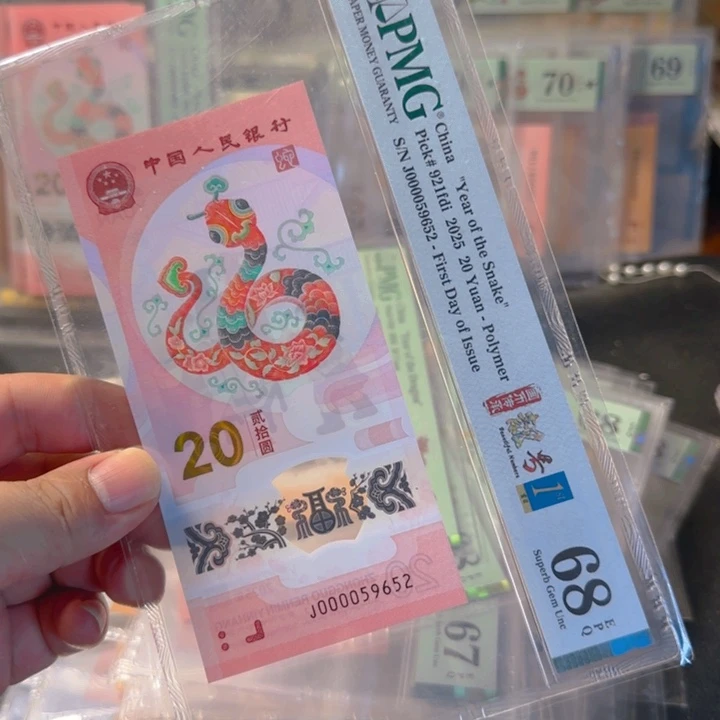 中国人民银行
20
贰拾圆
J000059652
PMG
PAPER MONEY GUARANTY
China "Year of the Snake"
Pick# 921fdi 2025 20 Yuan - Polymer
S/N J000059652 - First Day of Issue
68
EPQ
Superb Gem Unc
70
69
67